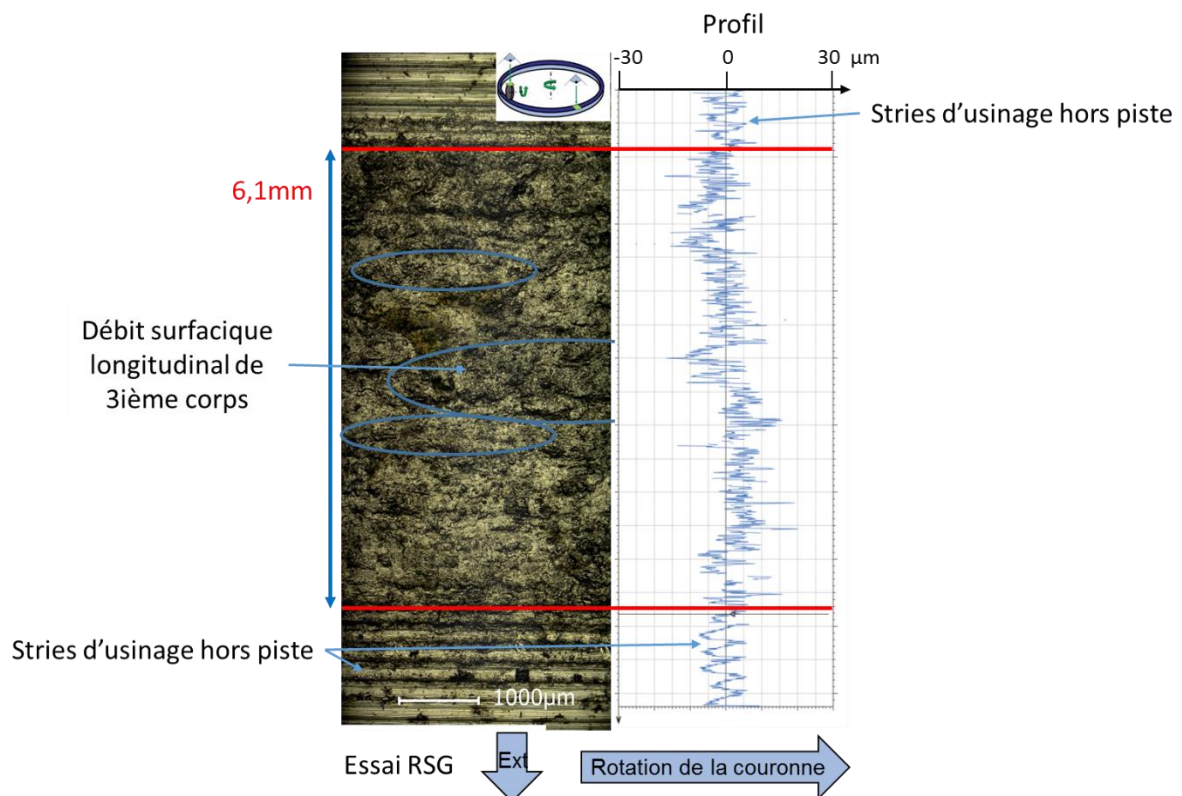 Profil
-30 0 30 µm
Stries d'usinage hors piste
6,1mm
Débit surfacique
longitudinal de
3ième corps
Stries d'usinage hors piste
1000µm
Essai RSG
Ext
Rotation de la couronne